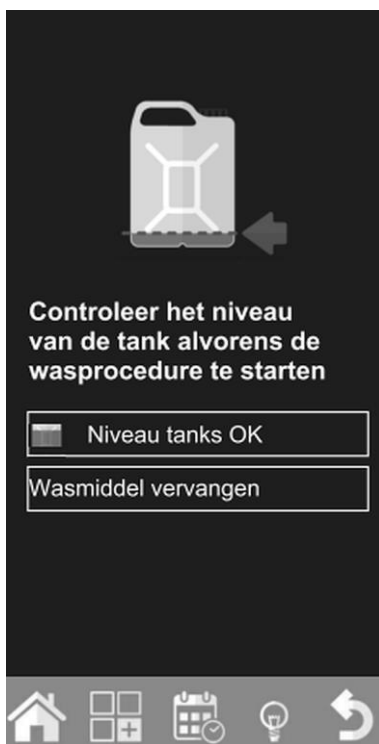 Controleer het niveau
van de tank alvorens de
wasprocedure te starten
Niveau tanks OK
Wasmiddel vervangen